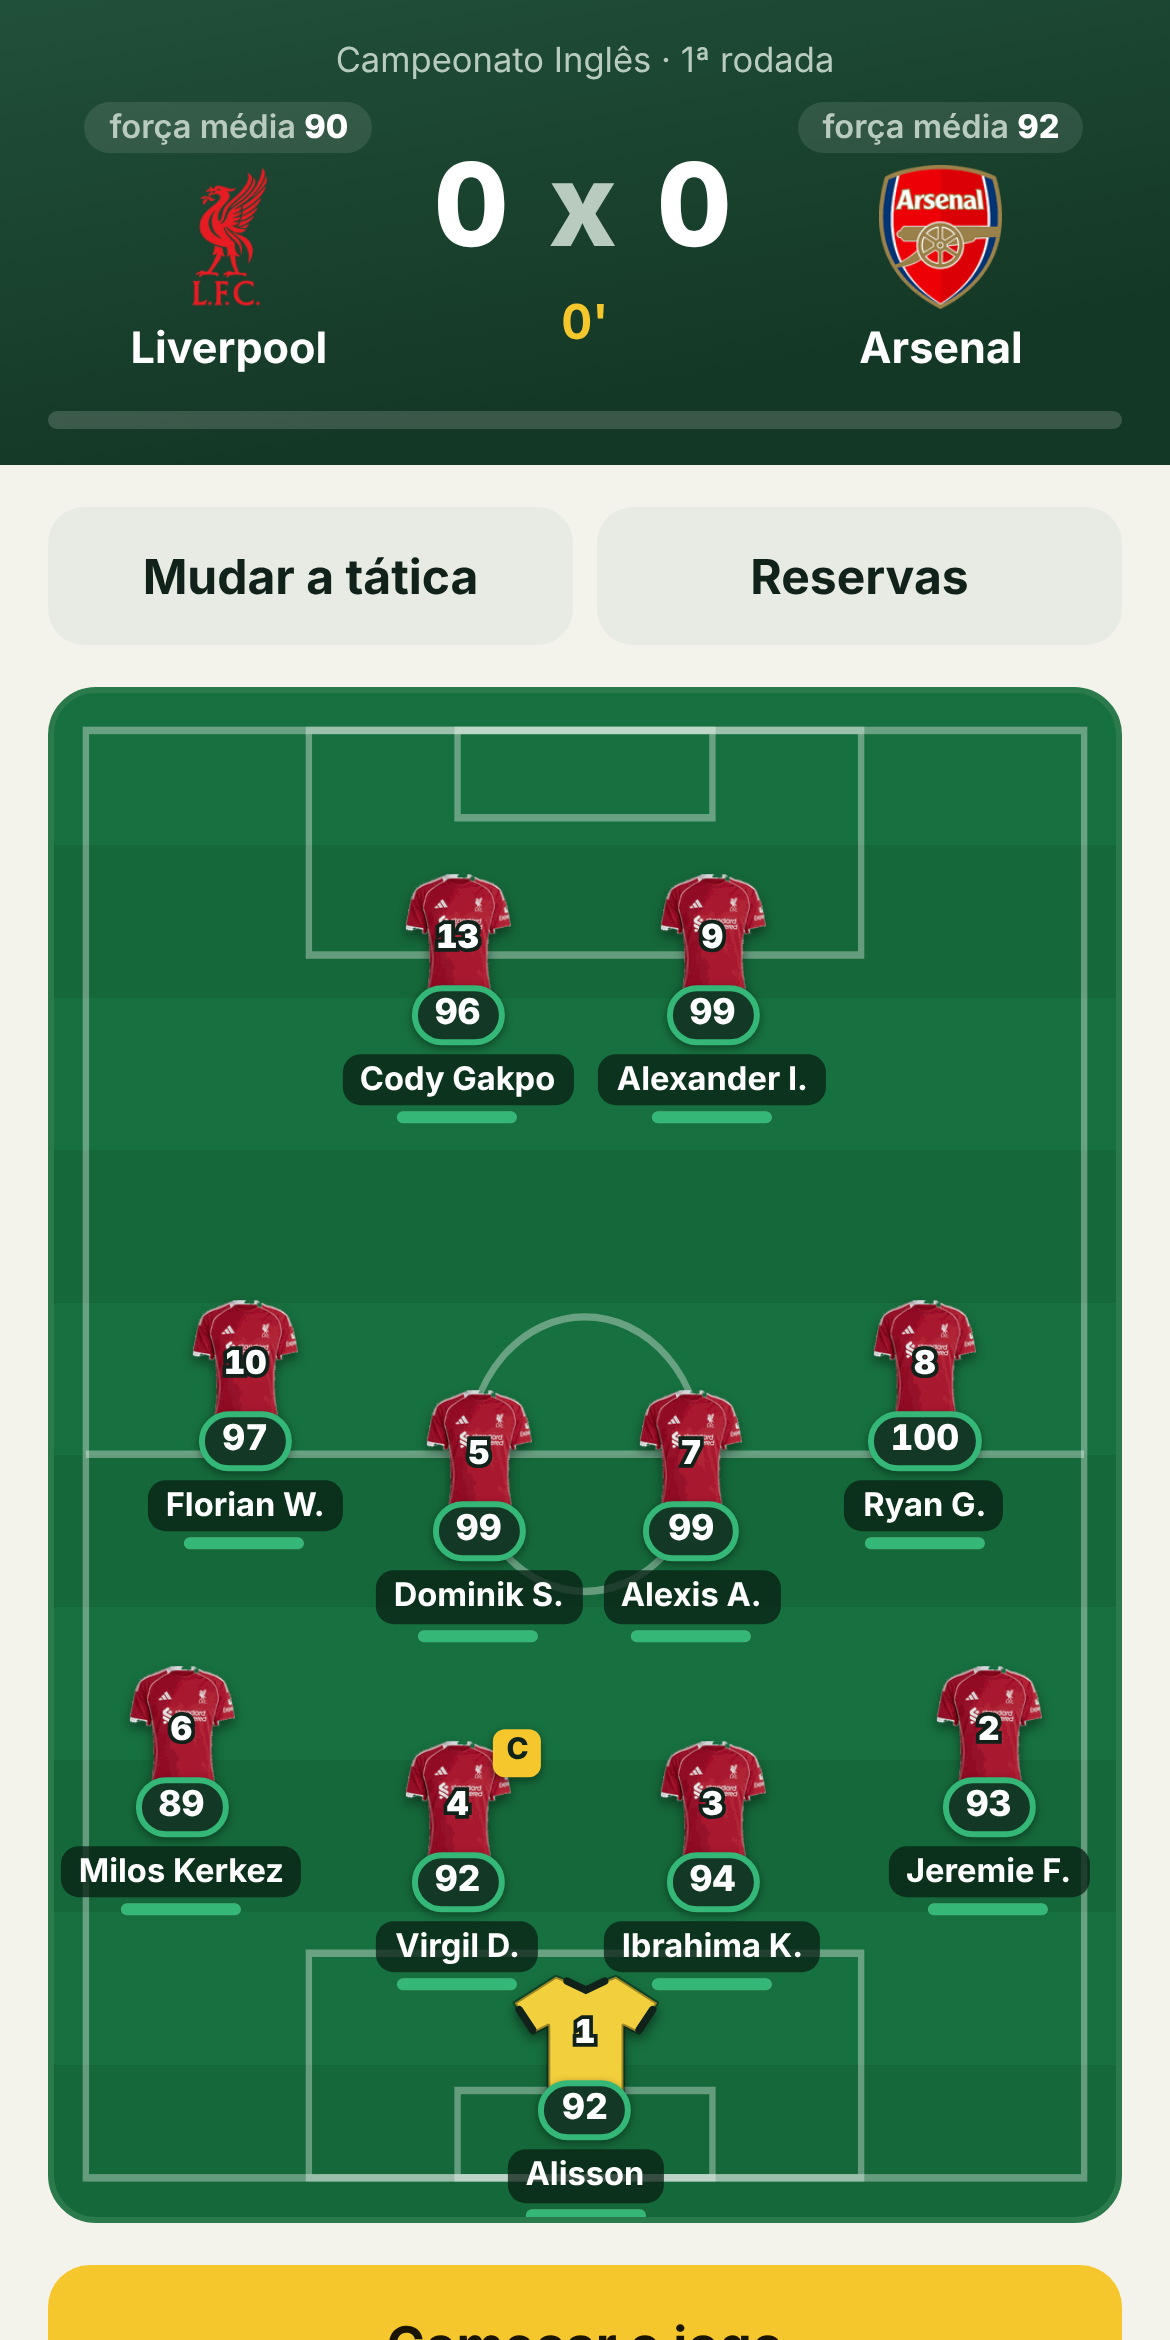 Campeonato Inglês · 1ª rodada
força média 90
força média 92
0 x 0
Arsenal
L.F.C.
0'
Liverpool
Arsenal
Mudar a tática
Reservas
13
9
96
99
Cody Gakpo
Alexander I.
10
8
97
100
Florian W.
Ryan G.
5
7
99
99
Dominik S.
Alexis A.
6
2
89
93
Milos Kerkez
Jeremie F.
C
4
3
92
94
Virgil D.
Ibrahima K.
1
92
Alisson
Começar o jogo